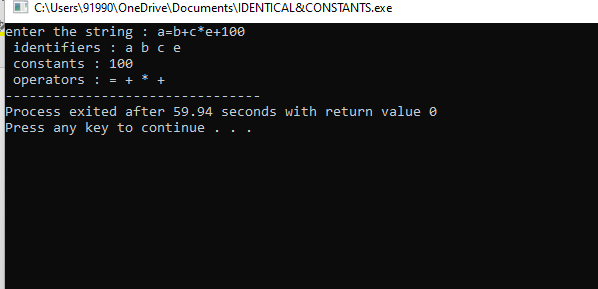 C:\Users\91990\OneDrive\Documents\IDENTICAL&CONSTANTS.exe
enter the string : a=b+c*e+100
identifiers : a b c e
constants : 100
operators : = + * +
--------------------------------
Process exited after 59.94 seconds with return value 0
Press any key to continue . . .